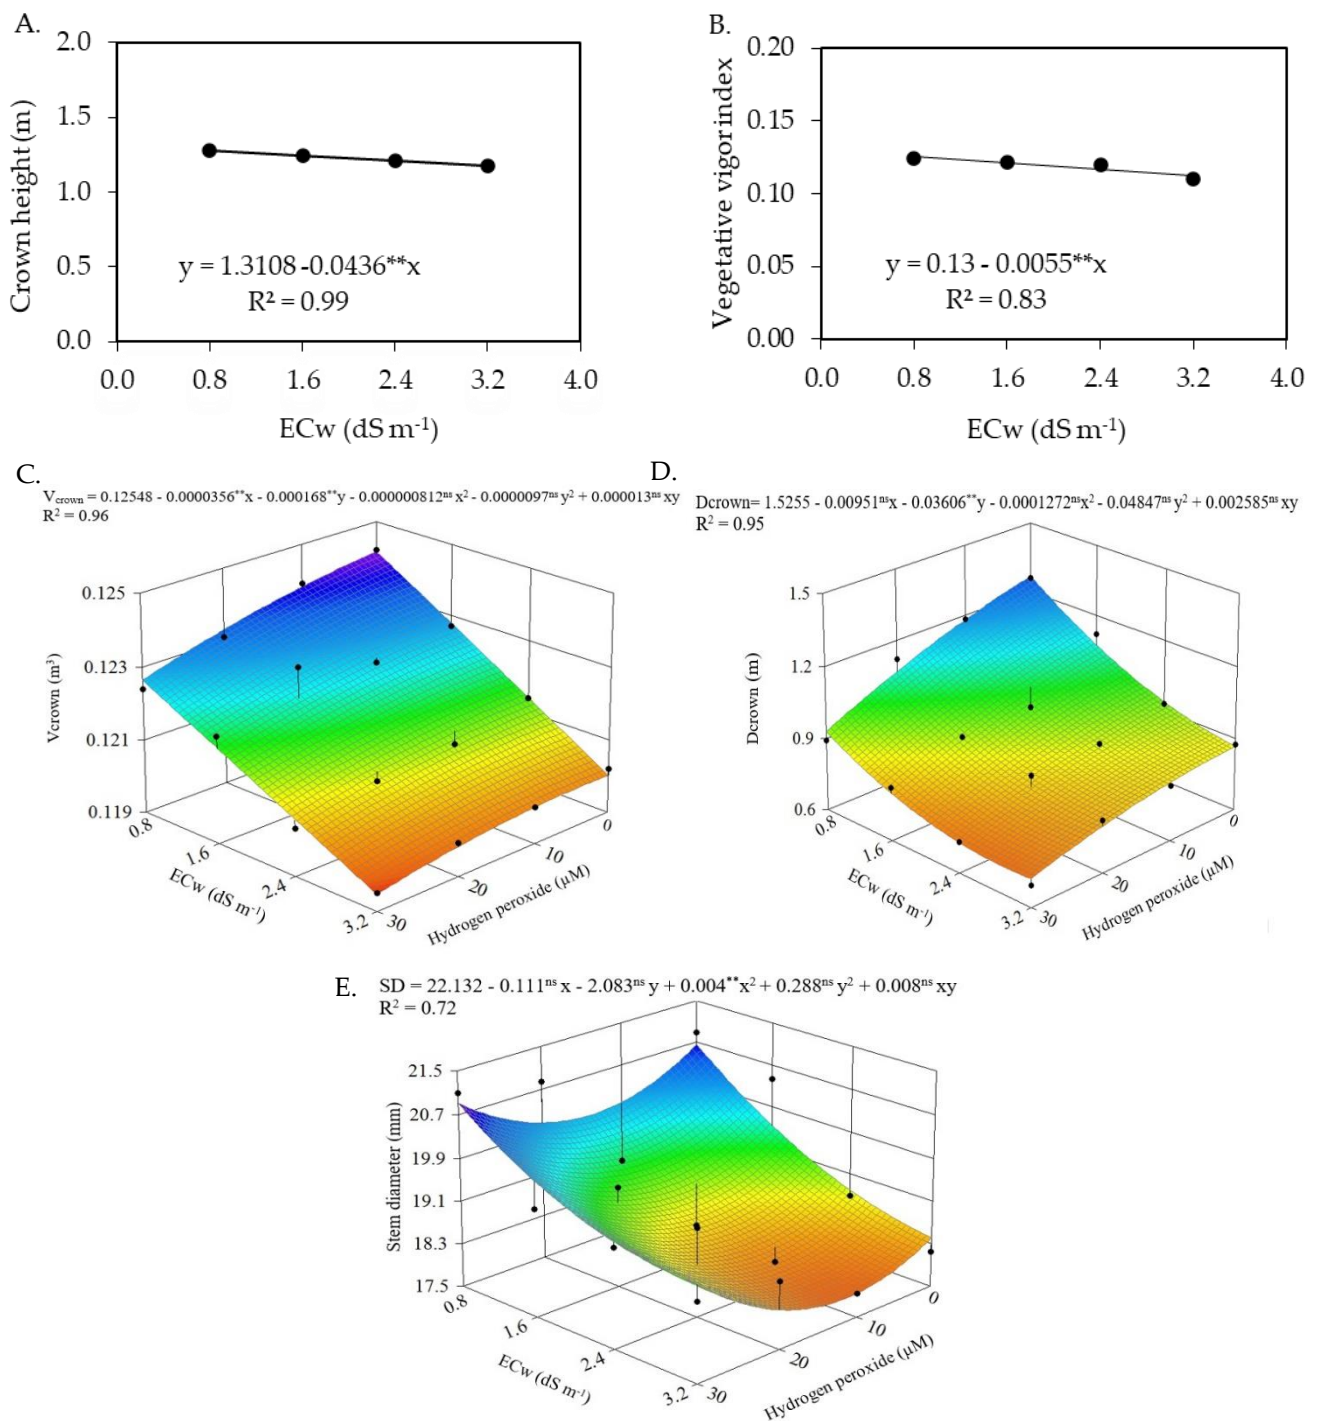 A.
2.0
1.5
1.0
0.5
0.0
Crown height (m)
y = 1.3108 -0.0436**x
R² = 0.99
0.0 0.8 1.6 2.4 3.2 4.0
ECw (dS m-1)
B.
0.20
0.15
0.10
0.05
0.00
Vegetative vigorindex
y = 0.13 - 0.0055**x
R² = 0.83
0.0 0.8 1.6 2.4 3.2 4.0
ECw (dS m-1)
C.
Vcrown = 0.12548 - 0.0000356**x - 0.000168**y - 0.000000812ns x2 - 0.0000097ns y2 + 0.000013ns xy
R2 = 0.96
0.125
0.123
0.121
0.119
Vcrown (m3)
0.8
1.6
2.4
3.2
ECw (dS m-1)
30
20
10
0
Hydrogen peroxide (µM)
D.
Dcrown= 1.5255 - 0.00951nsx - 0.03606**y - 0.0001272nsx2 - 0.04847ns y2 + 0.002585ns xy
R2 = 0.95
1.5
1.2
0.9
0.6
Dcrown (m)
0.8
1.6
2.4
3.2
ECw (dS m-1)
30
20
10
0
Hydrogen peroxide (µM)
E.
SD = 22.132 - 0.111ns x - 2.083ns y + 0.004**x2 + 0.288ns y2 + 0.008ns xy
R2 = 0.72
21.5
20.7
19.9
19.1
18.3
17.5
Stem diameter (mm)
0.8
1.6
2.4
3.2
ECw (dS m-1)
30
20
10
0
Hydrogen peroxide (µM)